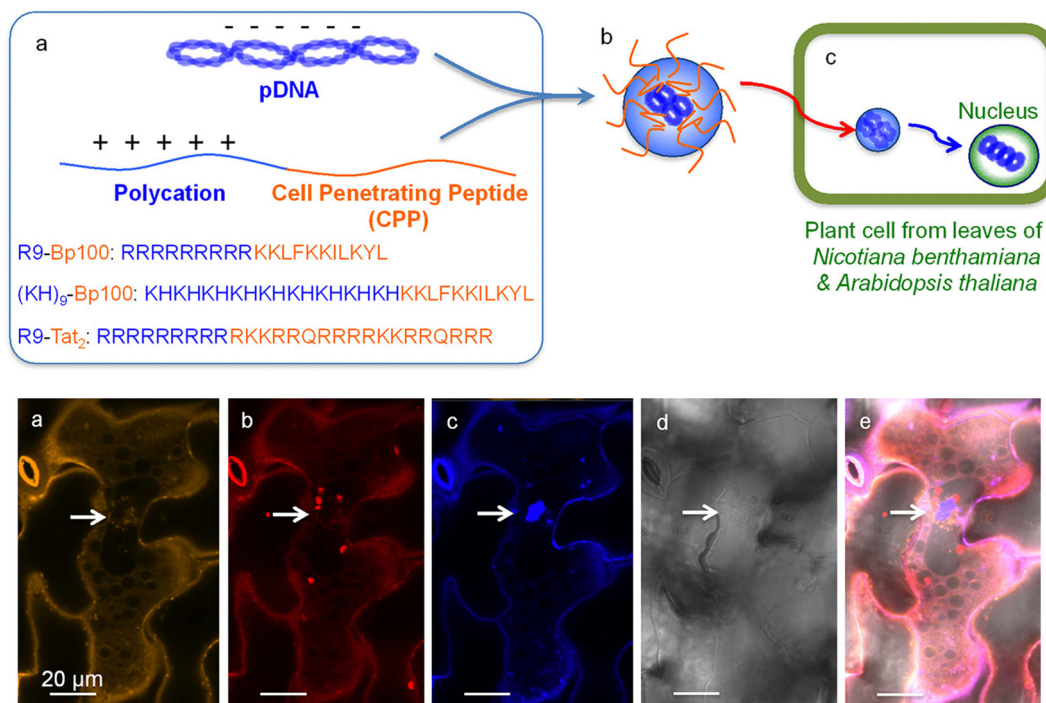 a
- - - - - -
pDNA
+ + + + +
Polycation
Cell Penetrating Peptide
(CPP)
R9-Bp100: RRRRRRRRRKKLFKKILKYL
(KH)9-Bp100: KHKHKHKHKHKHKHKHKHKKLFKKILKYL
R9-Tat2: RRRRRRRRRRKKRRQRRRRKKRRQRRR
b
c
Nucleus
Plant cell from leaves of
Nicotiana benthamiana
& Arabidopsis thaliana
a
b
c
d
e
20 μm